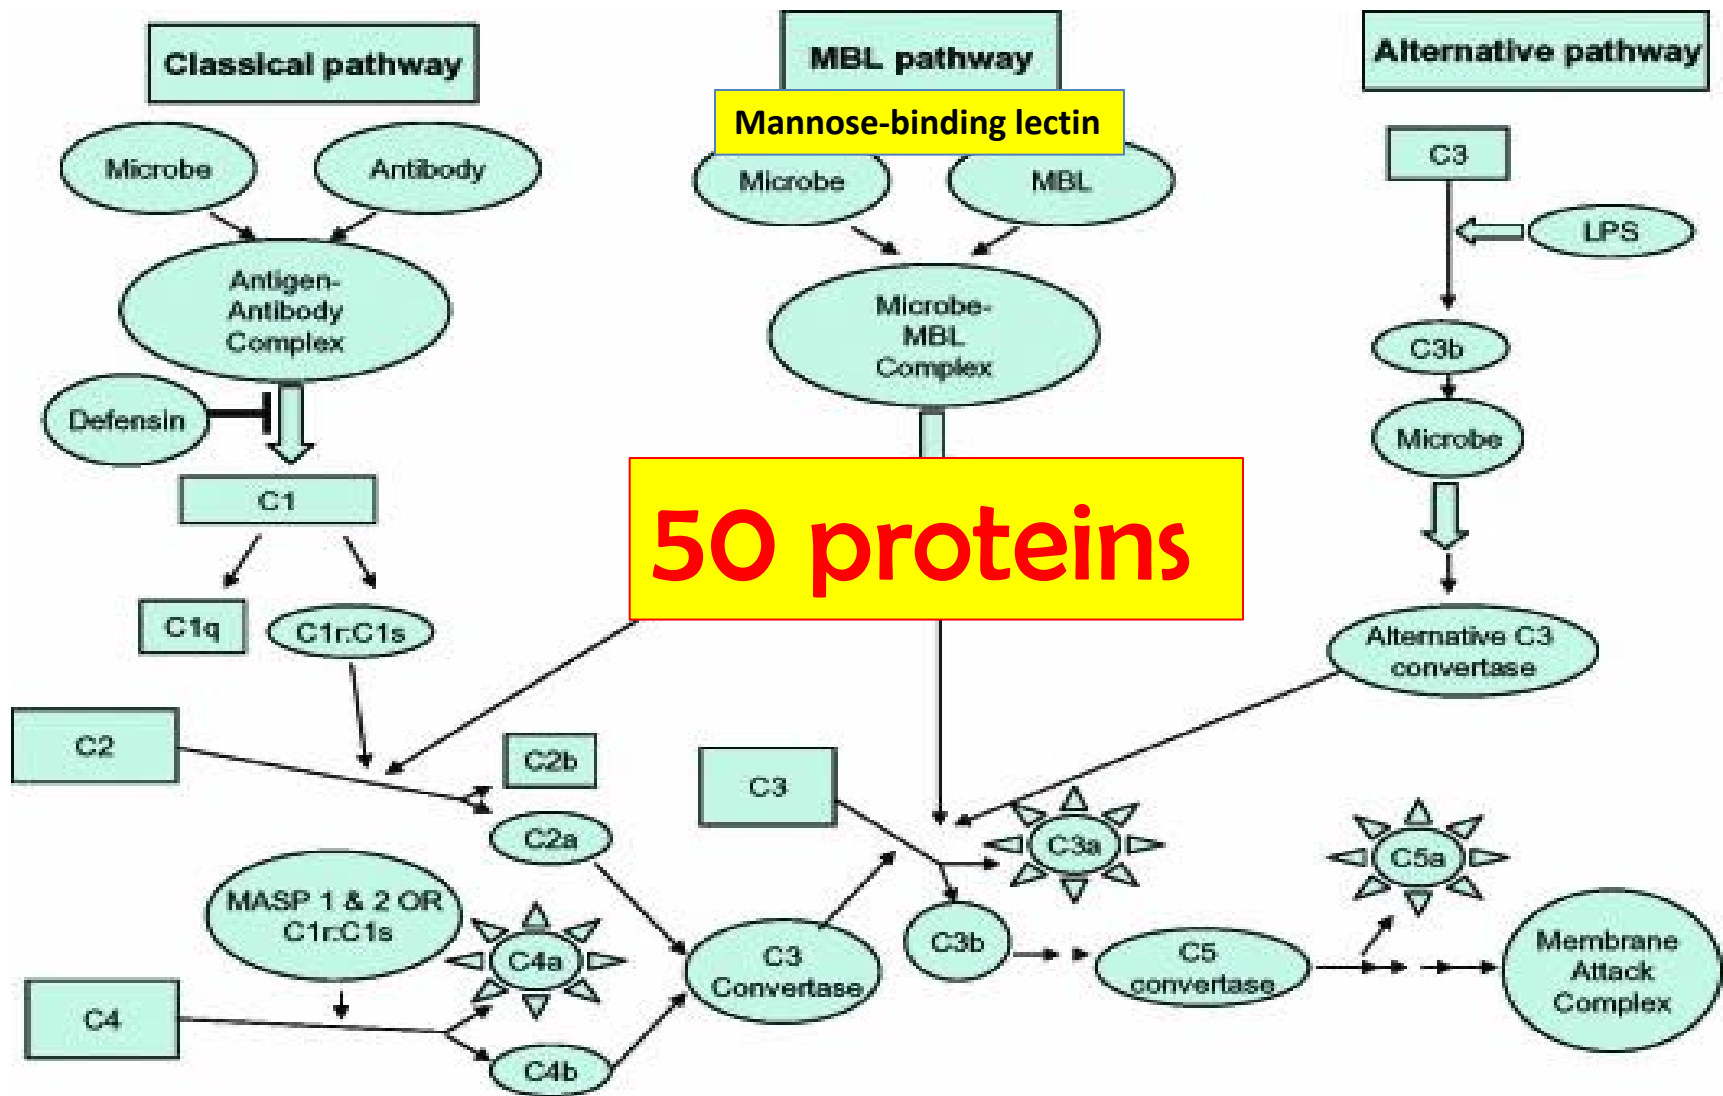 Classical pathway
MBL pathway
Alternative pathway
Mannose-binding lectin
Microbe
Antibody
Microbe
MBL
C3
LPS
Antigen-
Antibody
Complex
Microbe-
MBL
Complex
C3b
Defensin
Microbe
C1
50 proteins
C1q
C1r:C1s
Alternative C3
convertase
C2
C2b
C3
C2a
C3a
C5a
MASP 1 & 2 OR
C1r:C1s
C4a
C3
Convertase
C3b
C5
convertase
Membrane
Attack
Complex
C4
C4b